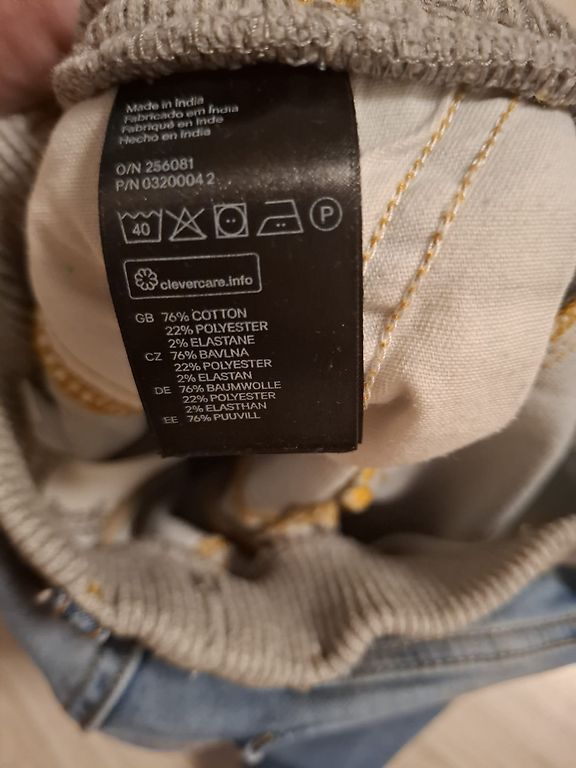 Made in India
Fabricado em Índia
Fabriqué en Inde
Hecho en India
O/N 256081
P/N 03200042
40 P
clevercare.info
GB 76% COTTON
22% POLYESTER
2% ELASTANE
CZ 76% BAVLNA
22% POLYESTER
2% ELASTAN
DE 76% BAUMWOLLE
22% POLYESTER
2% ELASTHAN
EE 76% PUUVILL